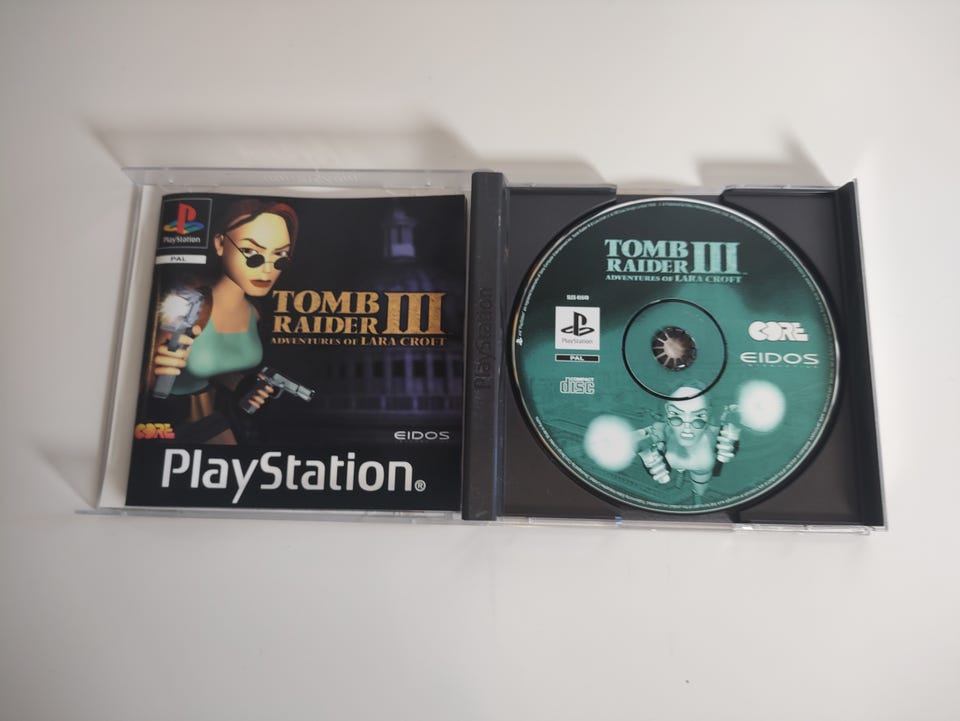 PlayStation
PAL
TOMB
RAIDER III
ADVENTURES OF LARA CROFT
CORE
EIDOS
PlayStation®
PlayStation
TOMB
RAIDER III™
ADVENTURES OF LARA CROFT
PlayStation
PAL
COMPACT
disc
CORE
EIDOS